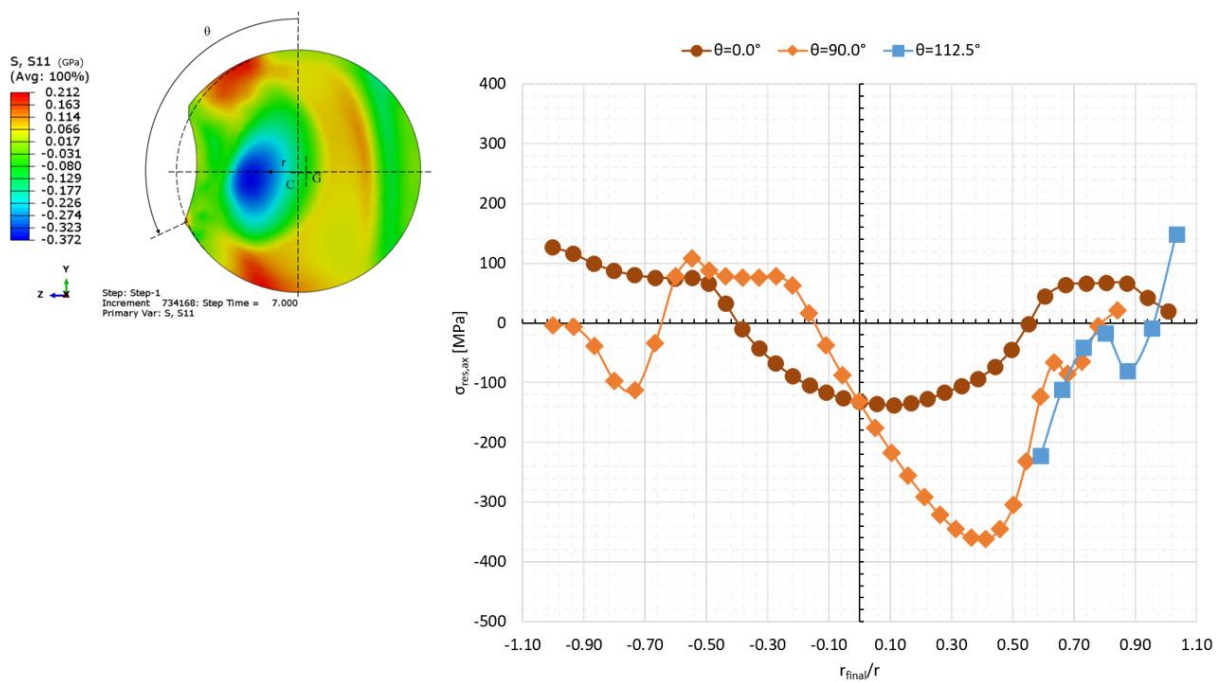 θ
S, S11 (GPa)
(Avg: 100%)
0.212
0.163
0.114
0.066
0.017
-0.031
-0.080
-0.129
-0.177
-0.226
-0.274
-0.323
-0.372
r
C
G
Y
Z
X
Step: Step-1
Increment 734168: Step Time = 7.000
Primary Var: S, S11
θ=0.0° θ=90.0° θ=112.5°
400
300
200
100
0
-100
-200
-300
-400
-500
σres,ax [MPa]
-1.10 -0.90 -0.70 -0.50 -0.30 -0.10 0.10 0.30 0.50 0.70 0.90 1.10
rfinal/r